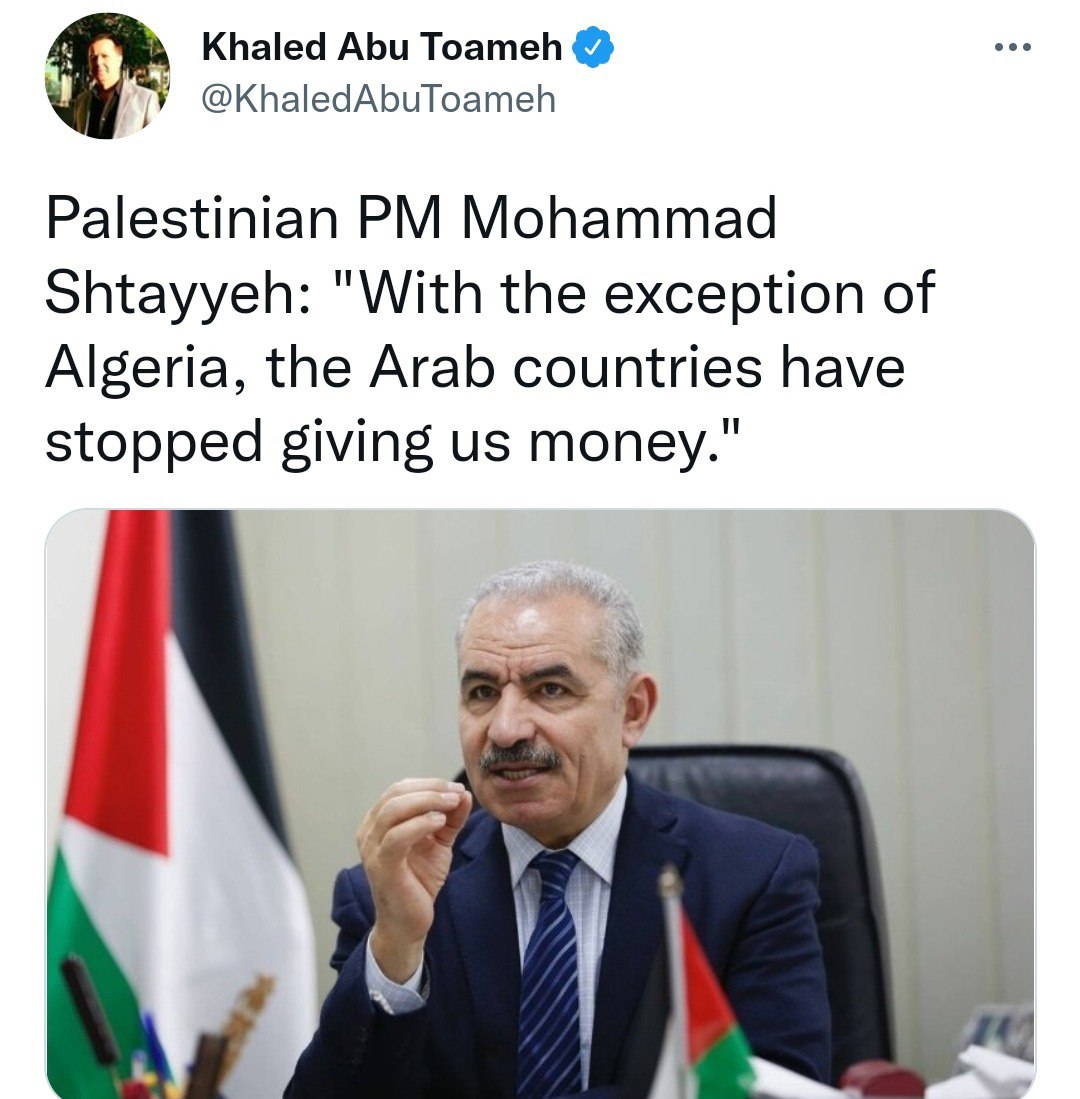 Khaled Abu Toameh
@KhaledAbuToameh
Palestinian PM Mohammad
Shtayyeh: "With the exception of
Algeria, the Arab countries have
stopped giving us money."